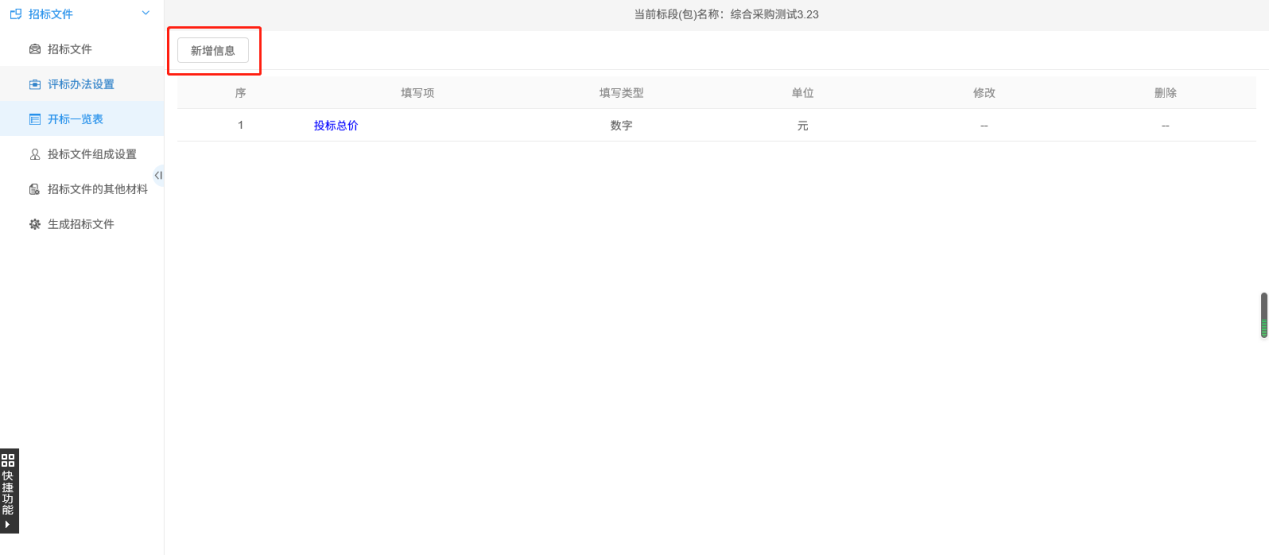 招标文件
当前标段(包)名称：综合采购测试3.23
招标文件
评标办法设置
开标一览表
投标文件组成设置
招标文件的其他材料
生成招标文件
新增信息
序 填写项 填写类型 单位 修改 删除
1 投标总价 数字 元 -- --
快捷功能